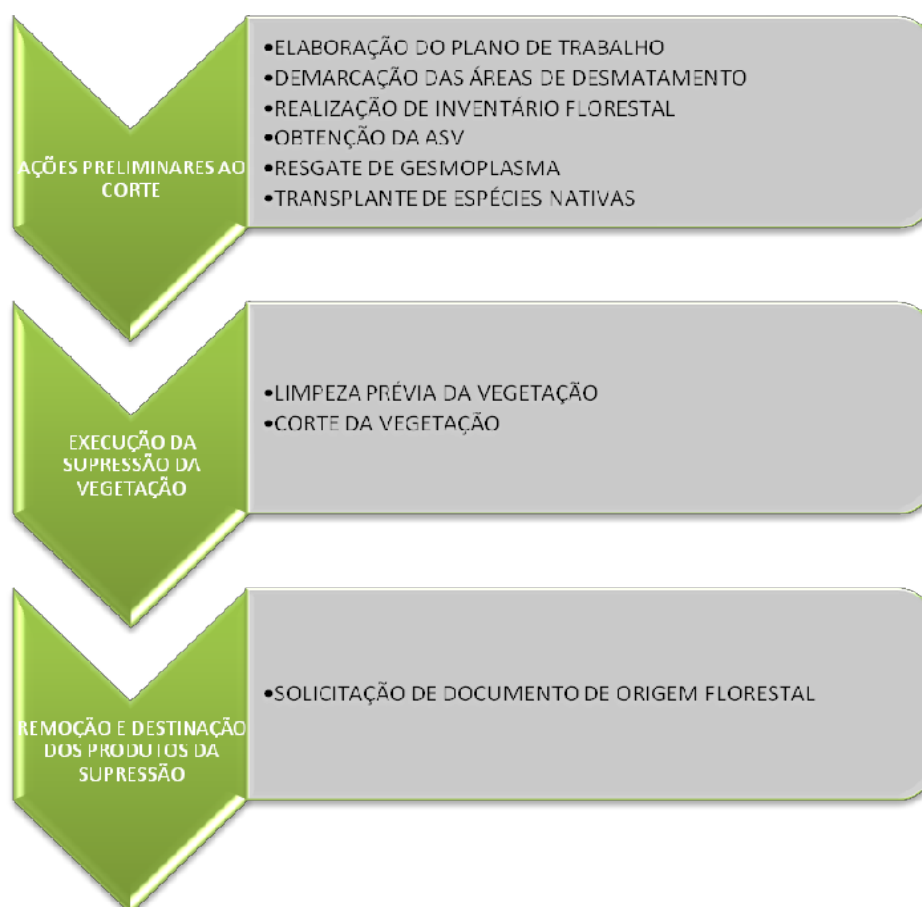 AÇÕES PRELIMINARES AO
CORTE
•ELABORAÇÃO DO PLANO DE TRABALHO
•DEMARCAÇÃO DAS ÁREAS DE DESMATAMENTO
•REALIZAÇÃO DE INVENTÁRIO FLORESTAL
•OBTENÇÃO DA ASV
•RESGATE DE GESMOPLASMA
•TRANSPLANTE DE ESPÉCIES NATIVAS
EXECUÇÃO DA
SUPRESSÃO DA
VEGETAÇÃO
•LIMPEZA PRÉVIA DA VEGETAÇÃO
•CORTE DA VEGETAÇÃO
REMOÇÃO E DESTINAÇÃO
DOS PRODUTOS DA
SUPRESSÃO
•SOLICITAÇÃO DE DOCUMENTO DE ORIGEM FLORESTAL